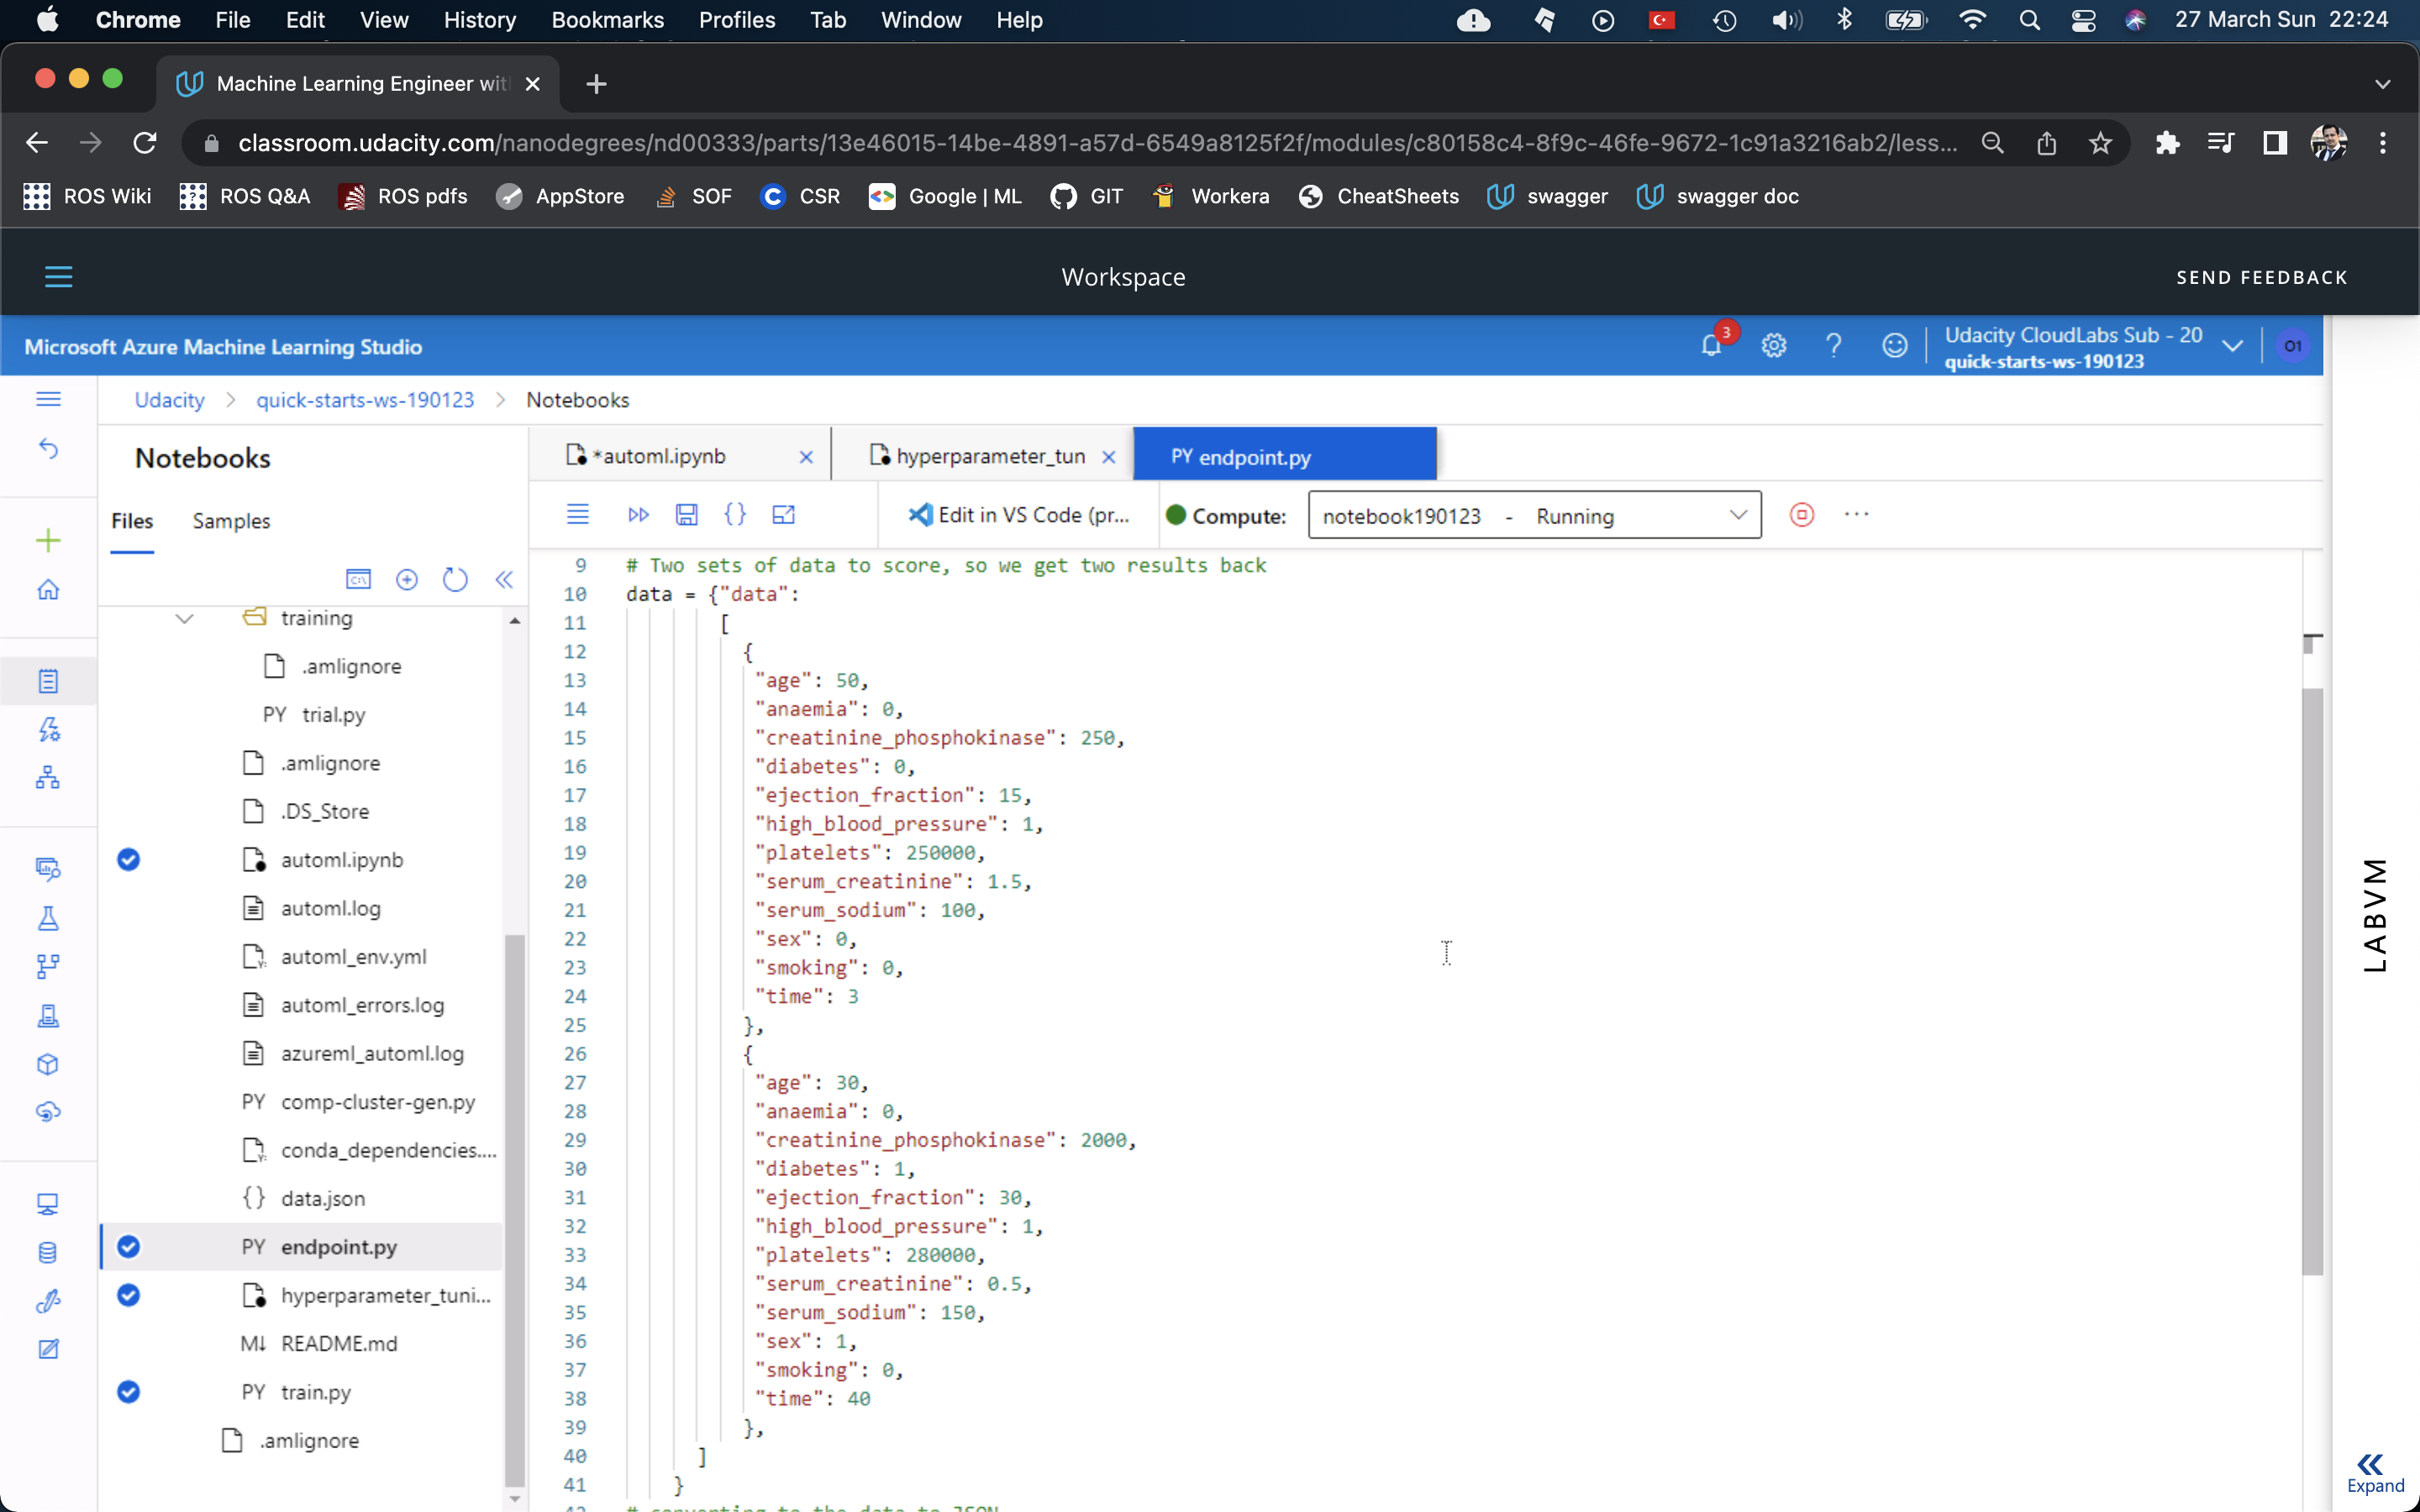 Chrome File Edit View History Bookmarks Profiles Tab Window Help 27 March Sun 22:24
Machine Learning Engineer wit
classroom.udacity.com/nanodegrees/nd00333/parts/13e46015-14be-4891-a57d-6549a8125f2f/modules/c80158c4-8f9c-46fe-9672-1c91a3216ab2/less...
ROS Wiki ROS Q&A ROS pdfs AppStore SOF CSR Google | ML GIT Workera CheatSheets swagger swagger doc
Workspace
SEND FEEDBACK
Microsoft Azure Machine Learning Studio
3
Udacity CloudLabs Sub - 20
quick-starts-ws-190123
O1
Udacity > quick-starts-ws-190123 > Notebooks
Notebooks
Files Samples
training
.amlignore
PY trial.py
.amlignore
.DS_Store
automl.ipynb
automl.log
automl_env.yml
automl_errors.log
azureml_automl.log
PY comp-cluster-gen.py
conda_dependencies....
{} data.json
PY endpoint.py
hyperparameter_tuni...
M↓ README.md
PY train.py
.amlignore
*automl.ipynb
hyperparameter_tun
PY endpoint.py
Edit in VS Code (pr...
Compute: notebook190123 - Running
9 # Two sets of data to score, so we get two results back
10 data = {"data":
11 [
12 {
13 "age": 50,
14 "anaemia": 0,
15 "creatinine_phosphokinase": 250,
16 "diabetes": 0,
17 "ejection_fraction": 15,
18 "high_blood_pressure": 1,
19 "platelets": 250000,
20 "serum_creatinine": 1.5,
21 "serum_sodium": 100,
22 "sex": 0,
23 "smoking": 0,
24 "time": 3
25 },
26 {
27 "age": 30,
28 "anaemia": 0,
29 "creatinine_phosphokinase": 2000,
30 "diabetes": 1,
31 "ejection_fraction": 30,
32 "high_blood_pressure": 1,
33 "platelets": 280000,
34 "serum_creatinine": 0.5,
35 "serum_sodium": 150,
36 "sex": 1,
37 "smoking": 0,
38 "time": 40
39 },
40 ]
41 }
42 # converting to the data to JSON
LABVM
Expand